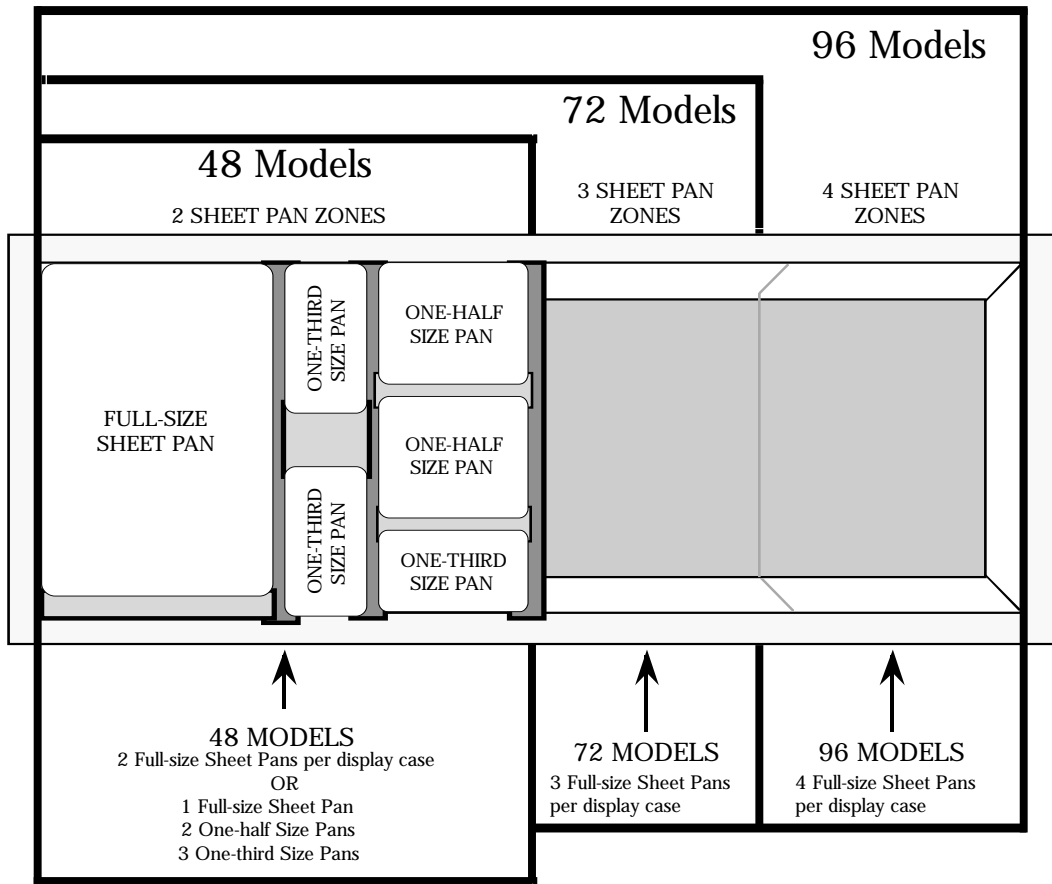 96 Models
72 Models
48 Models
2 SHEET PAN ZONES
3 SHEET PAN
ZONES
4 SHEET PAN
ZONES
FULL-SIZE
SHEET PAN
ONE-THIRD
SIZE PAN
ONE-THIRD
SIZE PAN
ONE-HALF
SIZE PAN
ONE-HALF
SIZE PAN
ONE-THIRD
SIZE PAN
48 MODELS
2 Full-size Sheet Pans per display case
OR
1 Full-size Sheet Pan
2 One-half Size Pans
3 One-third Size Pans
72 MODELS
3 Full-size Sheet Pans
per display case
96 MODELS
4 Full-size Sheet Pans
per display case